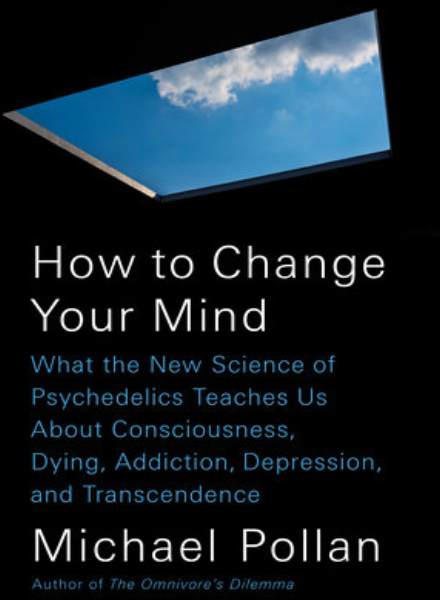 How to Change
Your Mind
What the New Science of
Psychedelics Teaches Us
About Consciousness,
Dying, Addiction, Depression,
and Transcendence
Michael Pollan
Author of The Omnivore's Dilemma